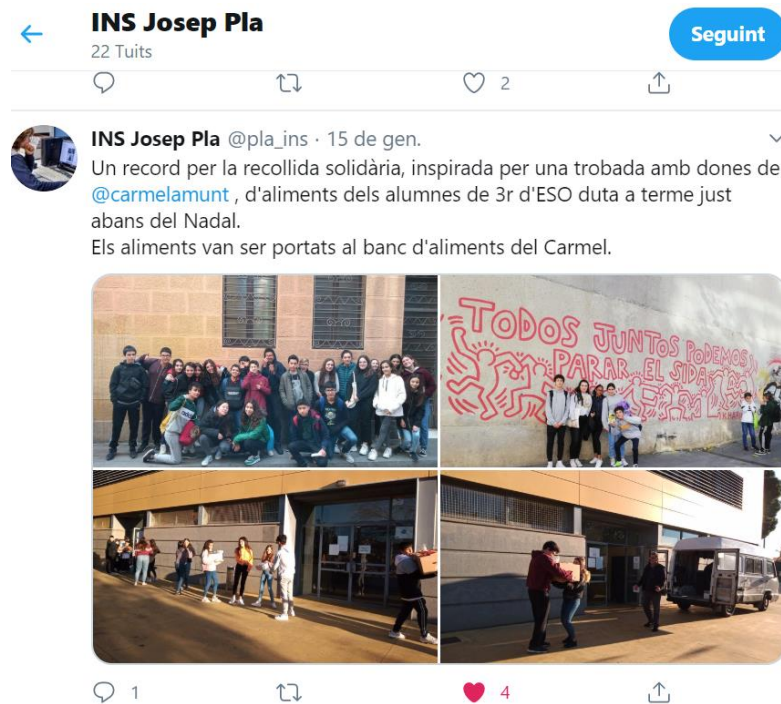 INS Josep Pla
22 Tuits
Seguint
2
INS Josep Pla @pla_ins · 15 de gen.
Un record per la recollida solidària, inspirada per una trobada amb dones de
@carmelamunt , d'aliments dels alumnes de 3r d'ESO duta a terme just
abans del Nadal.
Els aliments van ser portats al banc d'aliments del Carmel.
TODOS JUNTOS PODEMOS
PARAR EL SIDA
1
4